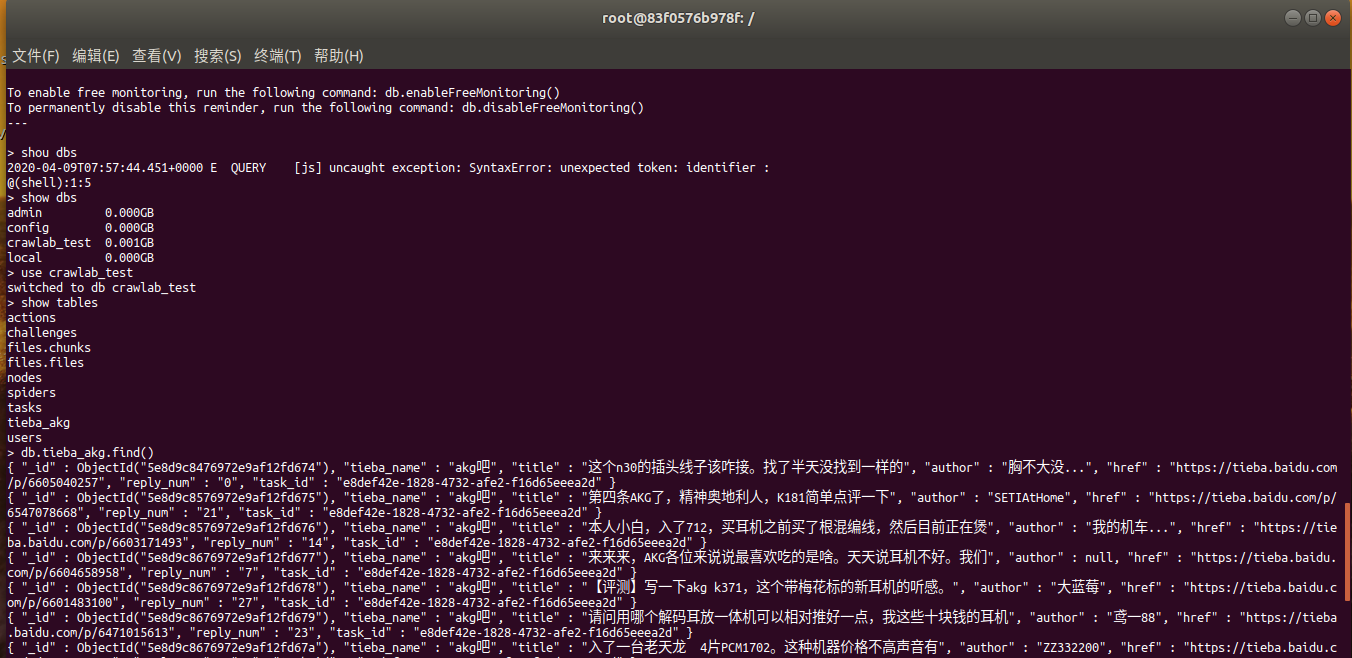 root@83f0576b978f: /
文件(F) 编辑(E) 查看(V) 搜索(S) 终端(T) 帮助(H)
To enable free monitoring, run the following command: db.enableFreeMonitoring()
To permanently disable this reminder, run the following command: db.disableFreeMonitoring()
---
> shou dbs
2020-04-09T07:57:44.451+0000 E  QUERY    [js] uncaught exception: SyntaxError: unexpected token: identifier :
@(shell):1:5
> show dbs
admin         0.000GB
config        0.000GB
crawlab_test  0.001GB
local         0.000GB
> use crawlab_test
switched to db crawlab_test
> show tables
actions
challenges
files.chunks
files.files
nodes
spiders
tasks
tieba_akg
users
> db.tieba_akg.find()
{ "_id" : ObjectId("5e8d9c8476972e9af12fd674"), "tieba_name" : "akg吧", "title" : "这个n30的插头线子该咋接。找了半天没找到一样的", "author" : "胸不大没...", "href" : "https://tieba.baidu.com
/p/6605040257", "reply_num" : "0", "task_id" : "e8def42e-1828-4732-afe2-f16d65eeea2d" }
{ "_id" : ObjectId("5e8d9c8576972e9af12fd675"), "tieba_name" : "akg吧", "title" : "第四条AKG了，精神奥地利人，K181简单点评一下", "author" : "SETIAtHome", "href" : "https://tieba.baidu.com/p/
6547078668", "reply_num" : "21", "task_id" : "e8def42e-1828-4732-afe2-f16d65eeea2d" }
{ "_id" : ObjectId("5e8d9c8676972e9af12fd676"), "tieba_name" : "akg吧", "title" : "本人小白，入了712，买耳机之前买了根混编线，然后目前正在煲", "author" : "我的机车...", "href" : "https://tie
ba.baidu.com/p/6603171493", "reply_num" : "14", "task_id" : "e8def42e-1828-4732-afe2-f16d65eeea2d" }
{ "_id" : ObjectId("5e8d9c8676972e9af12fd677"), "tieba_name" : "akg吧", "title" : "来来来，AKG各位来说说最喜欢吃的是啥。天天说耳机不好。我们", "author" : null, "href" : "https://tieba.baidu.
com/p/6604658958", "reply_num" : "7", "task_id" : "e8def42e-1828-4732-afe2-f16d65eeea2d" }
{ "_id" : ObjectId("5e8d9c8676972e9af12fd678"), "tieba_name" : "akg吧", "title" : "【评测】写一下akg k371，这个带梅花标的新耳机的听感。", "author" : "大蓝莓", "href" : "https://tieba.baidu.c
om/p/6601483100", "reply_num" : "27", "task_id" : "e8def42e-1828-4732-afe2-f16d65eeea2d" }
{ "_id" : ObjectId("5e8d9c8676972e9af12fd679"), "tieba_name" : "akg吧", "title" : "请问用哪个解码耳放一体机可以相对推好一点，我这些十块钱的耳机", "author" : "鸢一88", "href" : "https://tieba
.baidu.com/p/6471015613", "reply_num" : "23", "task_id" : "e8def42e-1828-4732-afe2-f16d65eeea2d" }
{ "_id" : ObjectId("5e8d9c8676972e9af12fd67a"), "tieba_name" : "akg吧", "title" : "入了一台老天龙  4片PCM1702。这种机器价格不高声音有", "author" : "ZZ332200", "href" : "https://tieba.baidu.c